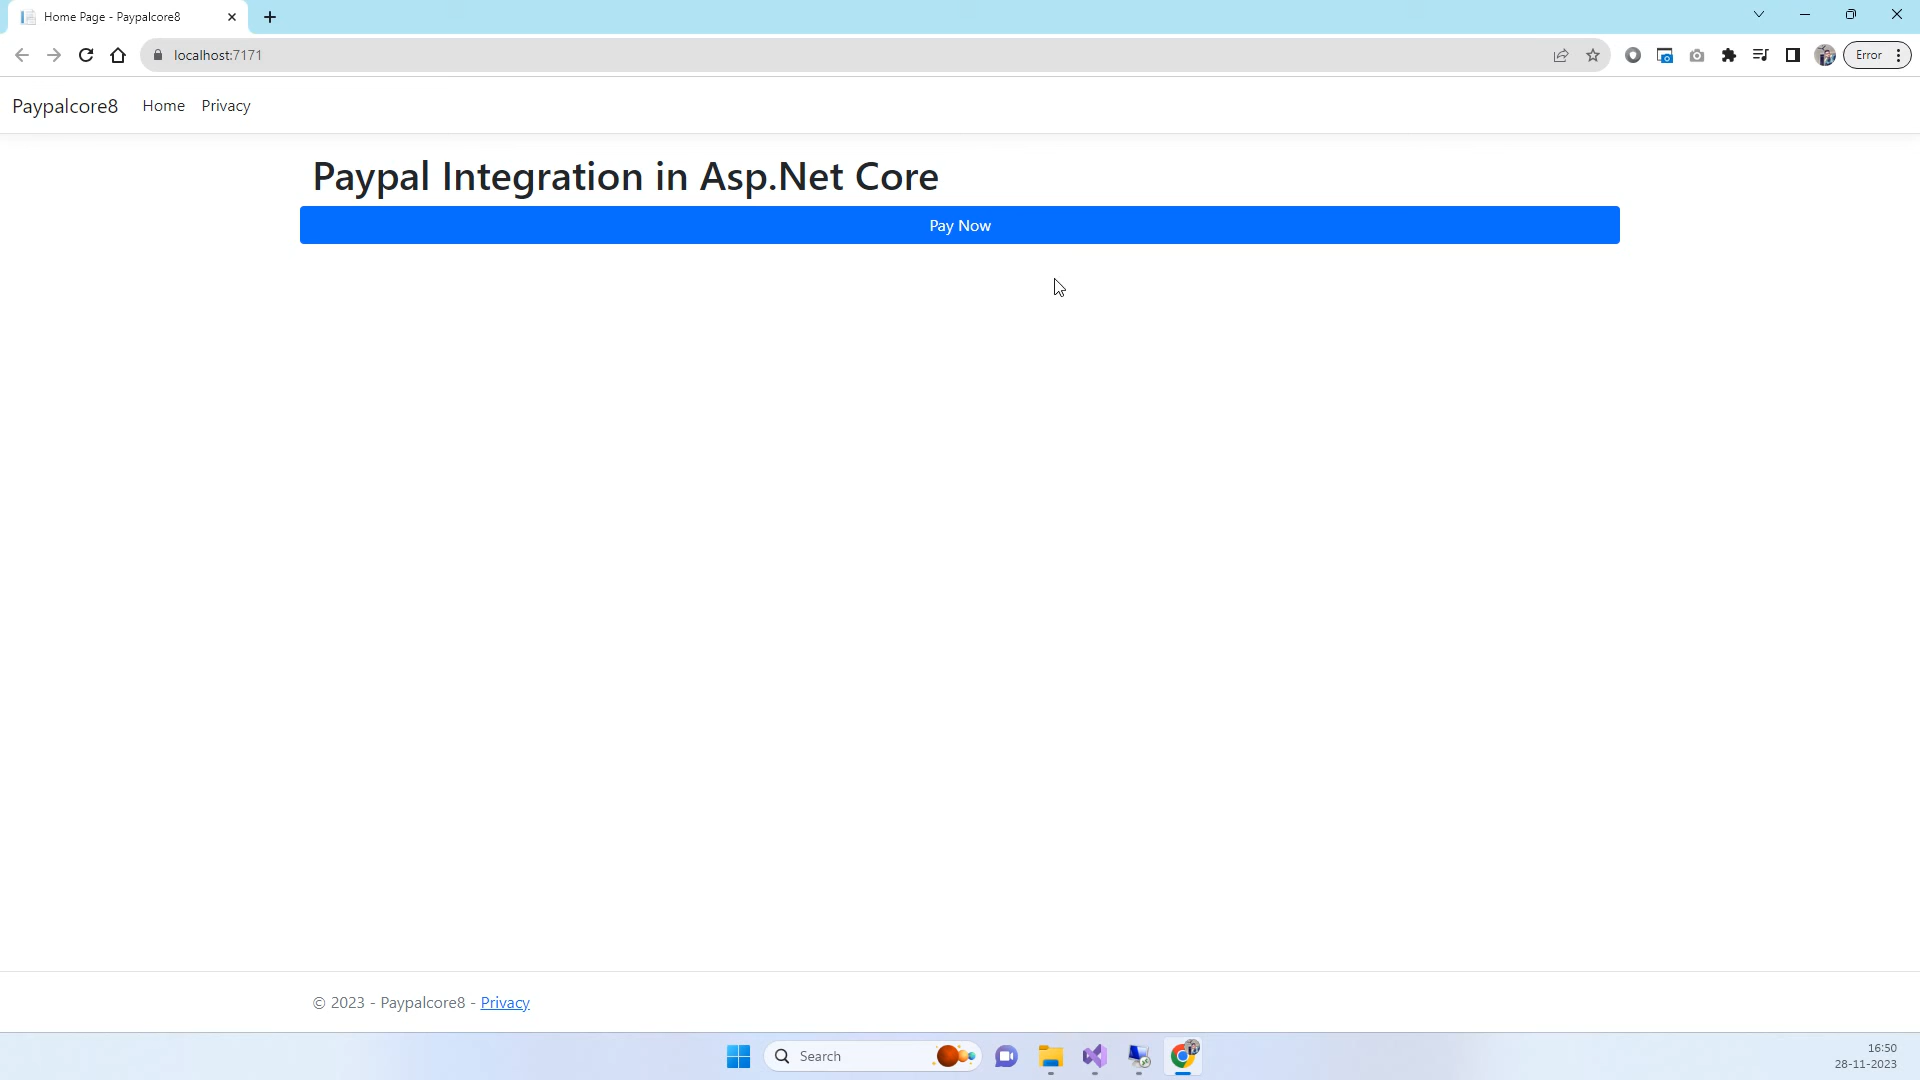 Home Page - Paypalcore8
localhost:7171
Error
Paypalcore8 Home Privacy
Paypal Integration in Asp.Net Core
Pay Now
© 2023 - Paypalcore8 - Privacy
Search
16:50
28-11-2023